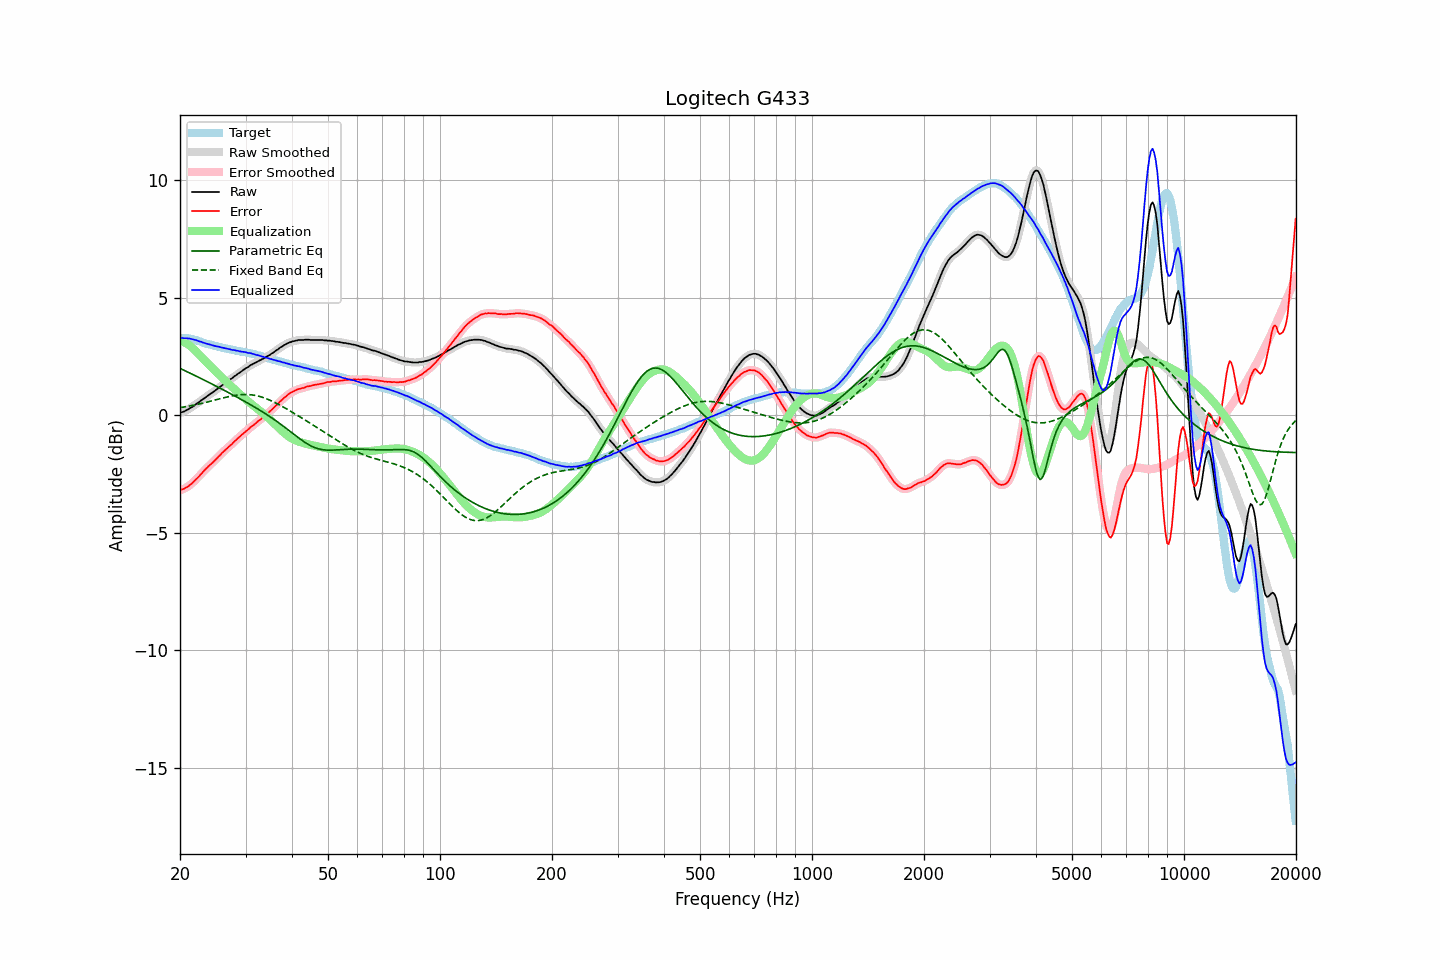 Logitech G433
Target
Raw Smoothed
Error Smoothed
Raw
Error
Equalization
Parametric Eq
Fixed Band Eq
Equalized
Amplitude (dBr)
10
5
0
−5
−10
−15
20
50
100
200
500
1000
2000
5000
10000
20000
Frequency (Hz)